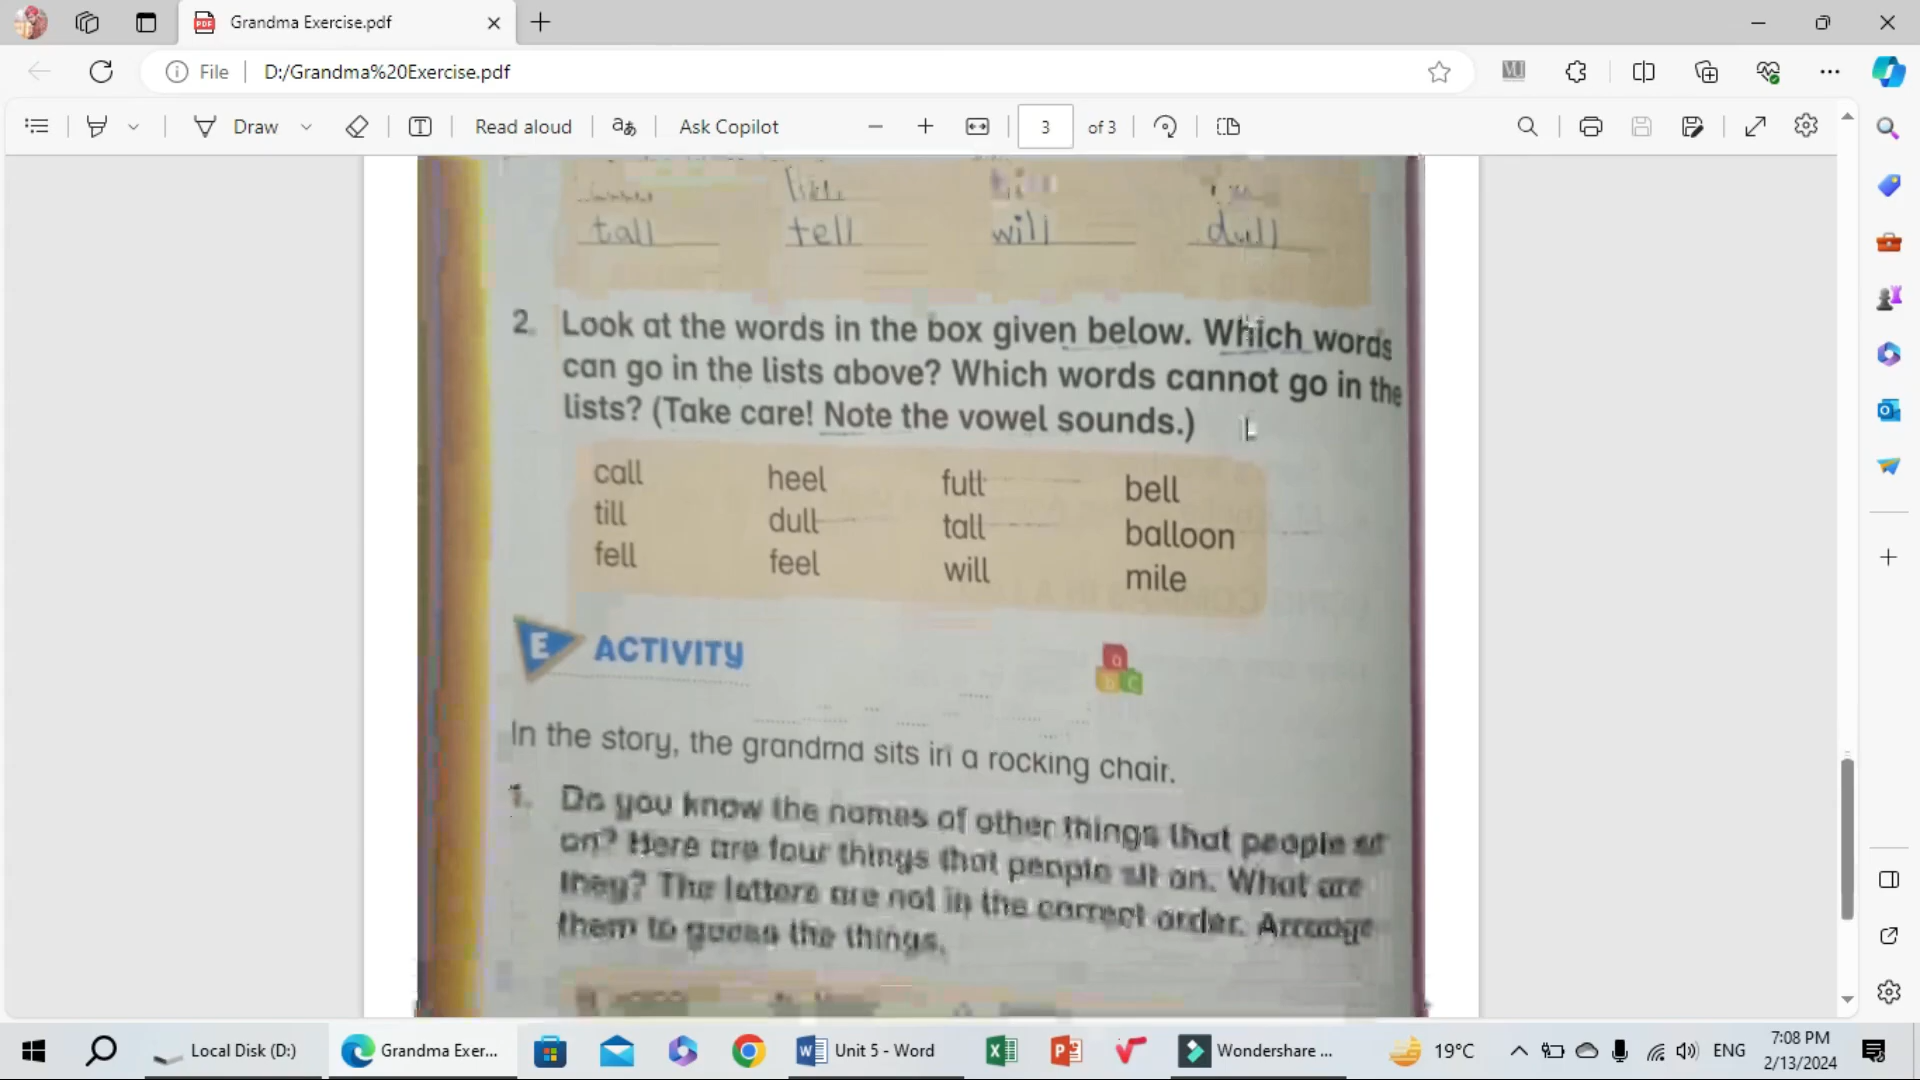 Grandma Exercise.pdf
File D:/Grandma%20Exercise.pdf
Draw Read aloud Ask Copilot 3 of 3
tall tell will dull
2. Look at the words in the box given below. Which words
can go in the lists above? Which words cannot go in the
lists? (Take care! Note the vowel sounds.)
call heel full bell
till dull tall balloon
fell feel will mile
E ACTIVITY
a
b c
In the story, the grandma sits in a rocking chair.
1. Do you know the names of other things that people sit
on? Here are four things that people sit on. What are
they? The letters are not in the correct order. Arrange
them to guess the things.
Local Disk (D:) Grandma Exer... Unit 5 - Word Wondershare ... 19°C ENG 7:08 PM
2/13/2024